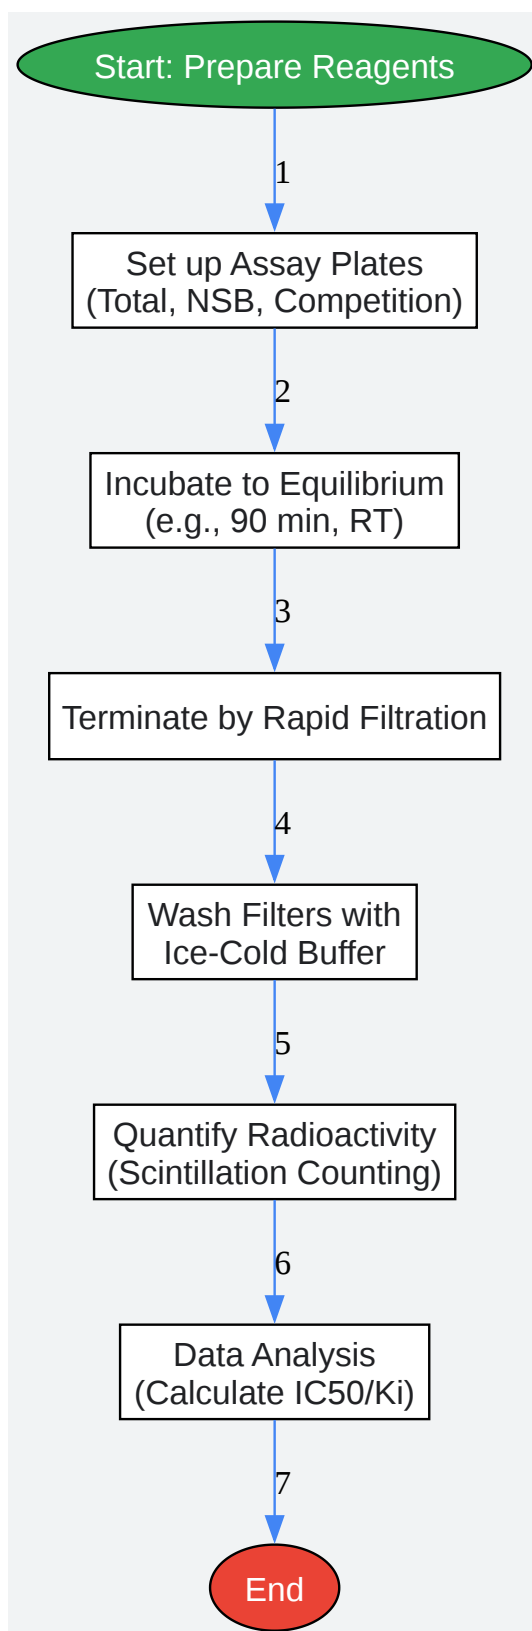 Start: Prepare Reagents
1
Set up Assay Plates
(Total, NSB, Competition)
2
Incubate to Equilibrium
(e.g., 90 min, RT)
3
Terminate by Rapid Filtration
4
Wash Filters with
Ice-Cold Buffer
5
Quantify Radioactivity
(Scintillation Counting)
6
Data Analysis
(Calculate IC50/Ki)
7
End